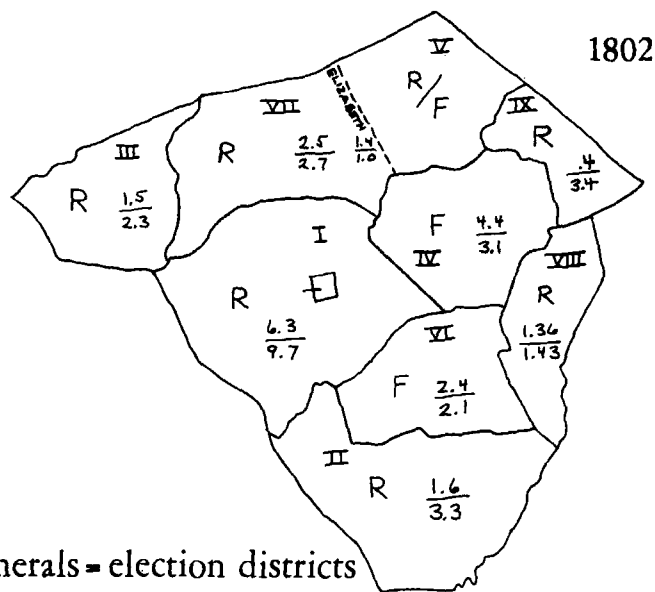 1802
V
R/F
ELIZABETH
VII
R
2.5
2.7
1.4
1.0
IX
R
.4
3.4
III
R
1.5
2.3
I
R
6.3
9.7
F
4.4
3.1
IV
VIII
R
1.36
1.43
VI
F
2.4
2.1
II
R
1.6
3.3
nerals = election districts